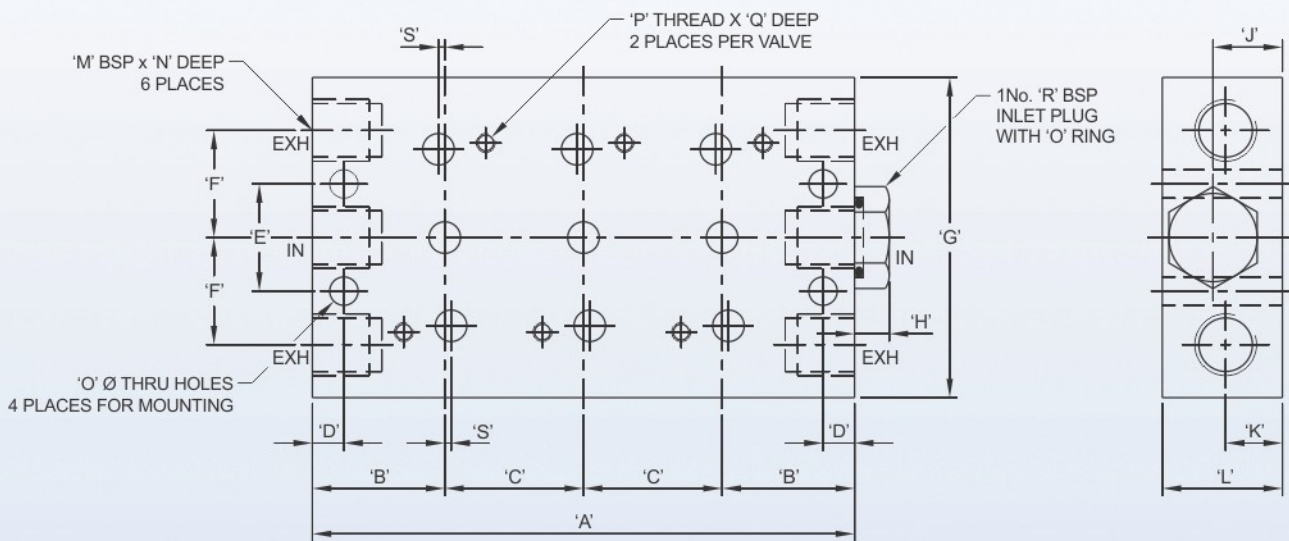 'P' THREAD X 'Q' DEEP
2 PLACES PER VALVE
'S'
'J'
'M' BSP x 'N' DEEP
6 PLACES
1No. 'R' BSP
INLET PLUG
WITH 'O' RING
EXH
EXH
'F'
'E'
IN
'G'
IN
'F'
'H'
EXH
EXH
'O' Ø THRU HOLES
4 PLACES FOR MOUNTING
'D'
'S'
'D'
'K'
'B'
'C'
'C'
'B'
'L'
'A'